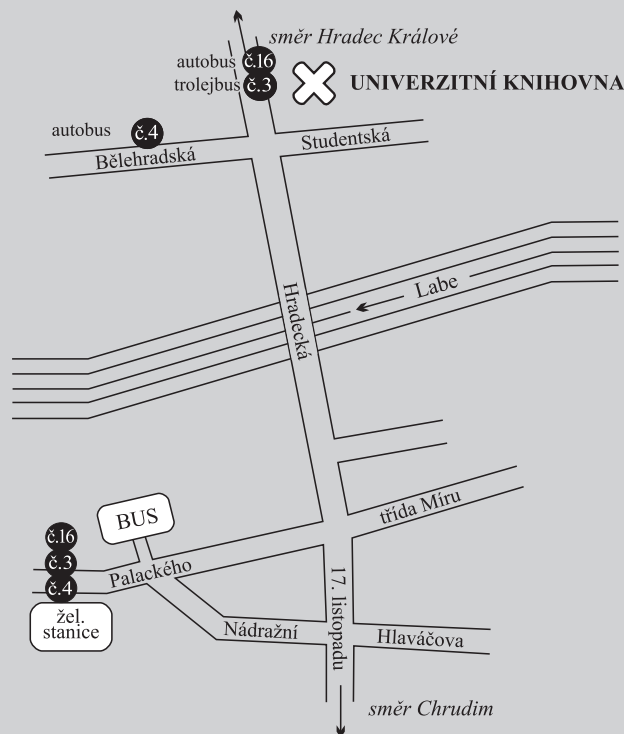 směr Hradec Králové
autobus č.16
trolejbus č.3
UNIVERZITNÍ KNIHOVNA
autobus č.4
Studentská
Bělehradská
Labe
Hradecká
třída Míru
BUS
č.16
č.3
č.4
Palackého
žel.
stanice
17. listopadu
Nádražní
Hlaváčova
směr Chrudim